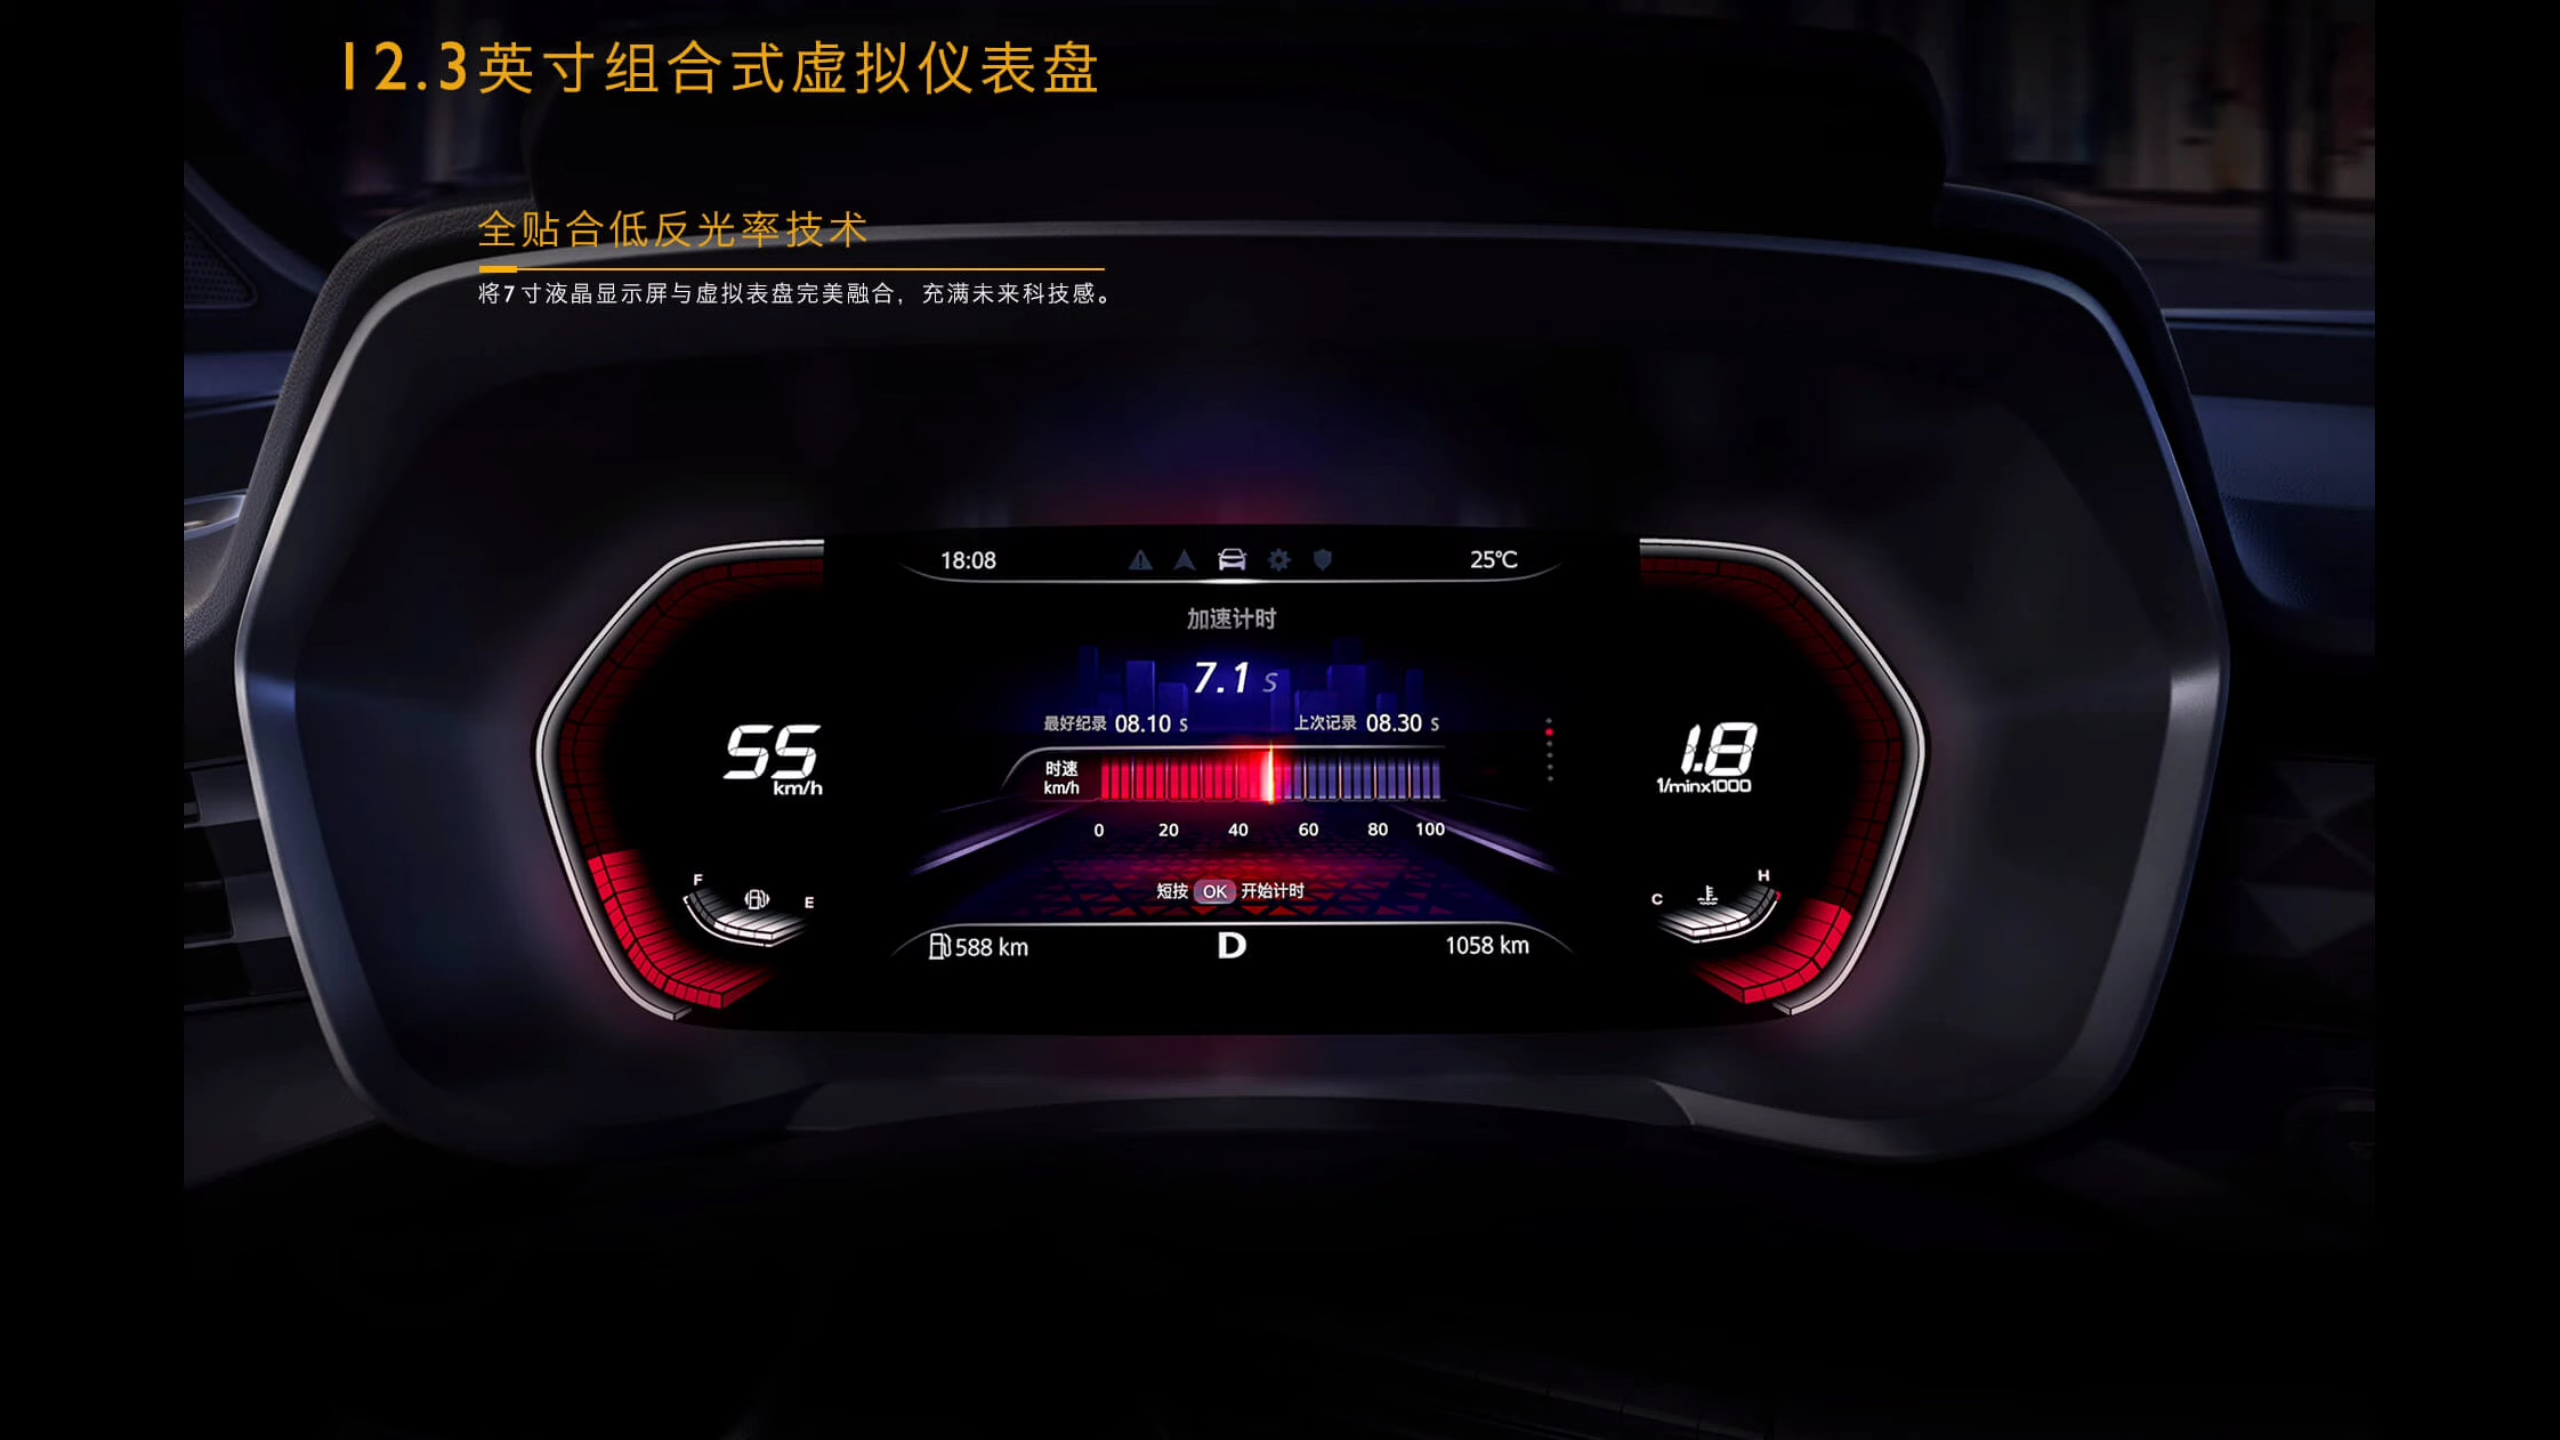 12.3英寸组合式虚拟仪表盘
全贴合低反光率技术
将7寸液晶显示屏与虚拟表盘完美融合，充满未来科技感。
18:08
25℃
加速计时
7.1 s
最好纪录 08.10 s
上次记录 08.30 s
时速
km/h
0 20 40 60 80 100
短按 OK 开始计时
588 km
D
1058 km
55
km/h
F
E
1.8
1/minx1000
C
H